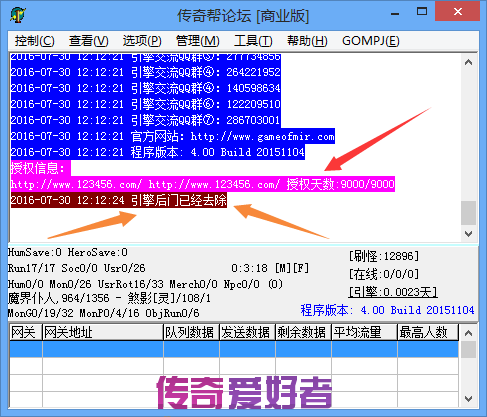 传奇帮论坛 [商业版]
控制(C) 查看(V) 选项(P) 管理(M) 工具(T) 帮助(H) GOMPJ(G)
2016-07-30 12:12:21 引擎交流QQ群③: 277734856
2016-07-30 12:12:21 引擎交流QQ群④: 264221952
2016-07-30 12:12:21 引擎交流QQ群④: 140598634
2016-07-30 12:12:21 引擎交流QQ群⑥: 122209510
2016-07-30 12:12:21 引擎交流QQ群⑦: 286703001
2016-07-30 12:12:21 官方网站: http://www.gameofmir.com
2016-07-30 12:12:21 程序版本: 4.00 Build 20151104
授权信息:
http://www.123456.com/ http://www.123456.com/ 授权天数:9000/9000
2016-07-30 12:12:24 引擎后门已经去除
HumSave:0 HeroSave:0 [刷怪:12896]
Run17/17 Soc0/0 Usr0/26 0:3:18 [M][F] [在线:0/0/0]
Hum0/0 Mon0/26 UsrRot16/33 Merch0/0 Npc0/0 (0)
魔界仆人,964/1356 - 煞影[灵]/108/1 [引擎:0.0023天]
MonG0/19/32 MonP0/4/16 ObjRun0/6 程序版本: 4.00 Build 20151104
网关 网关地址 队列数据 发送数据 剩余数据 平均流量 最高人数
传奇爱好者